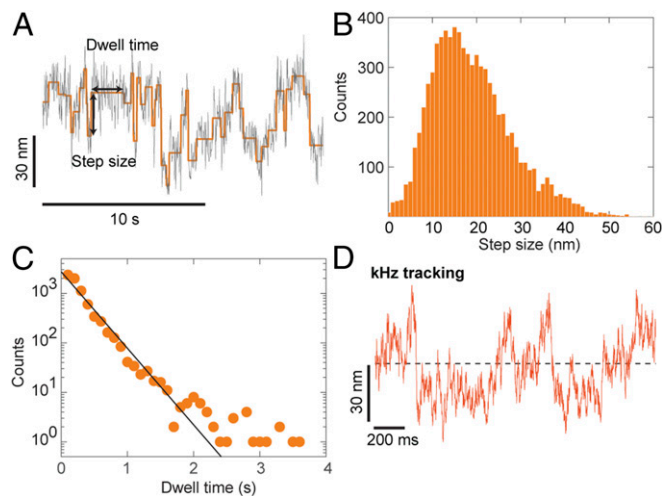 A
Dwell time
Step size
30 nm
10 s
B
400
300
200
100
Counts
0 10 20 30 40 50 60
Step size (nm)
C
10³
10²
10¹
10⁰
Counts
0 1 2 3 4
Dwell time (s)
D
kHz tracking
30 nm
200 ms